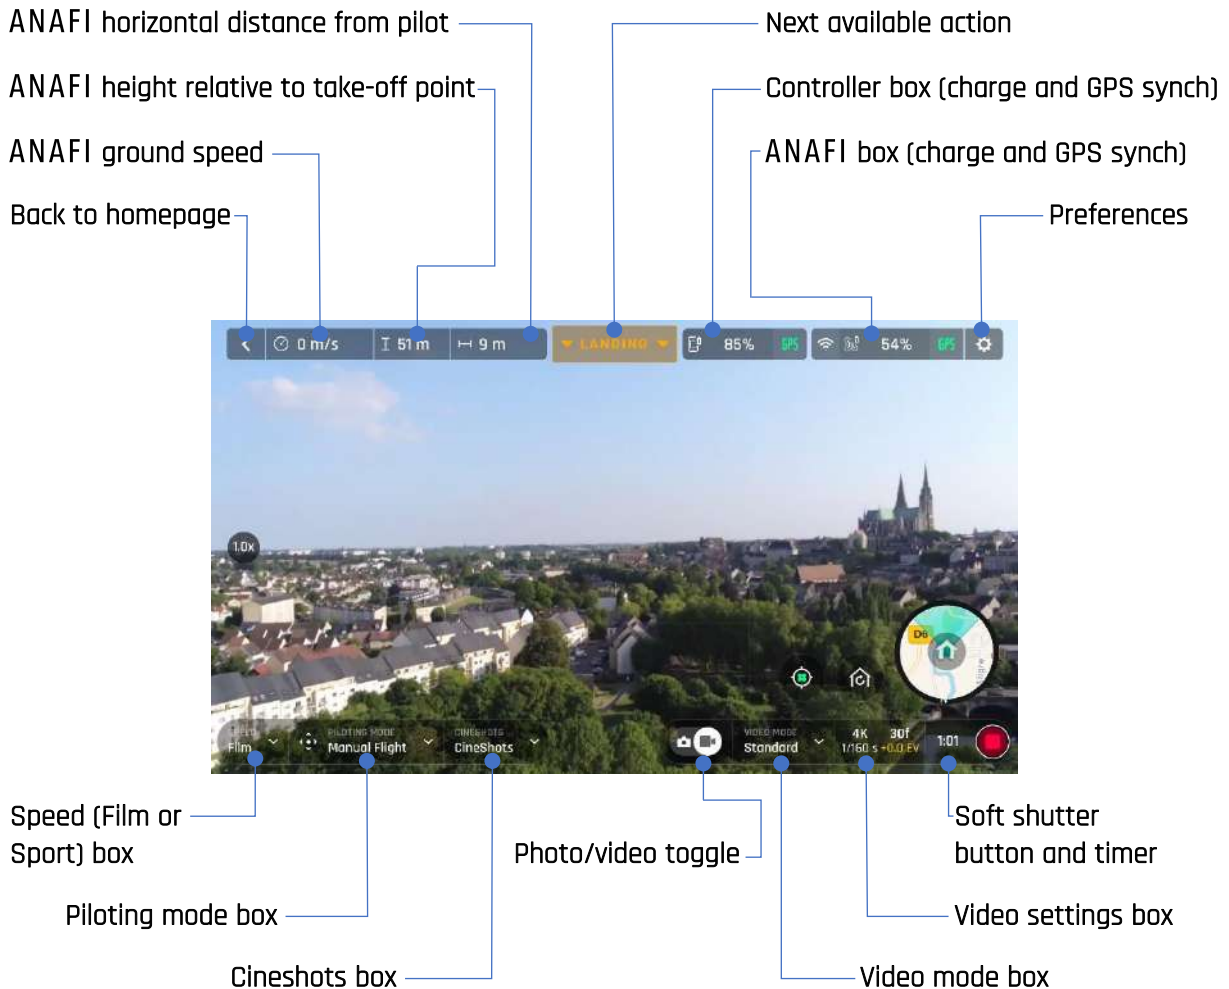 ANAFI horizontal distance from pilot
Next available action
ANAFI height relative to take-off point
Controller box (charge and GPS synch)
ANAFI ground speed
ANAFI box (charge and GPS synch)
Back to homepage
Preferences
0 m/s
51 m
9 m
LANDING
85%
GPS
54%
GPS
1.0x
D6
SPEED
Film
PILOTING MODE
Manual Flight
CINESHOTS
CineShots
VIDEO MODE
Standard
4K 30f
1/160 s +0.0 EV
1:01
Speed (Film or
Sport) box
Soft shutter
button and timer
Photo/video toggle
Piloting mode box
Video settings box
Cineshots box
Video mode box